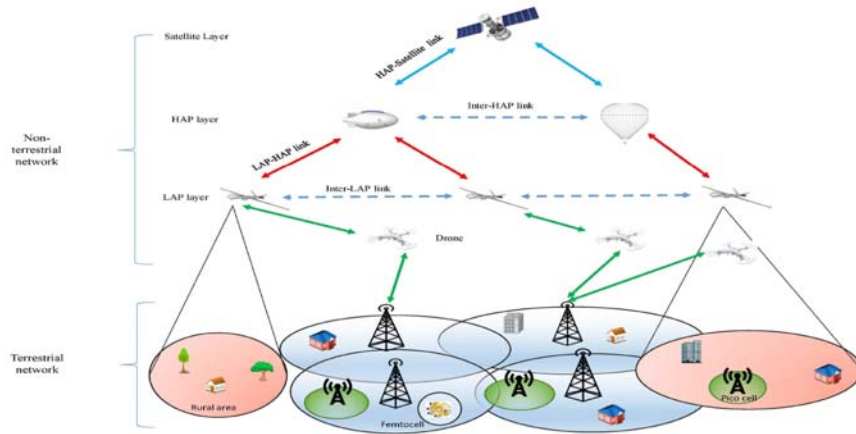 Satellite Layer
HAP-Satellite link
HAP layer
Inter-HAP link
Non-
terrestrial
network
LAP-HAP link
LAP layer
Inter-LAP link
Drone
Terrestrial
network
Rural area
Femtocell
Pico cell